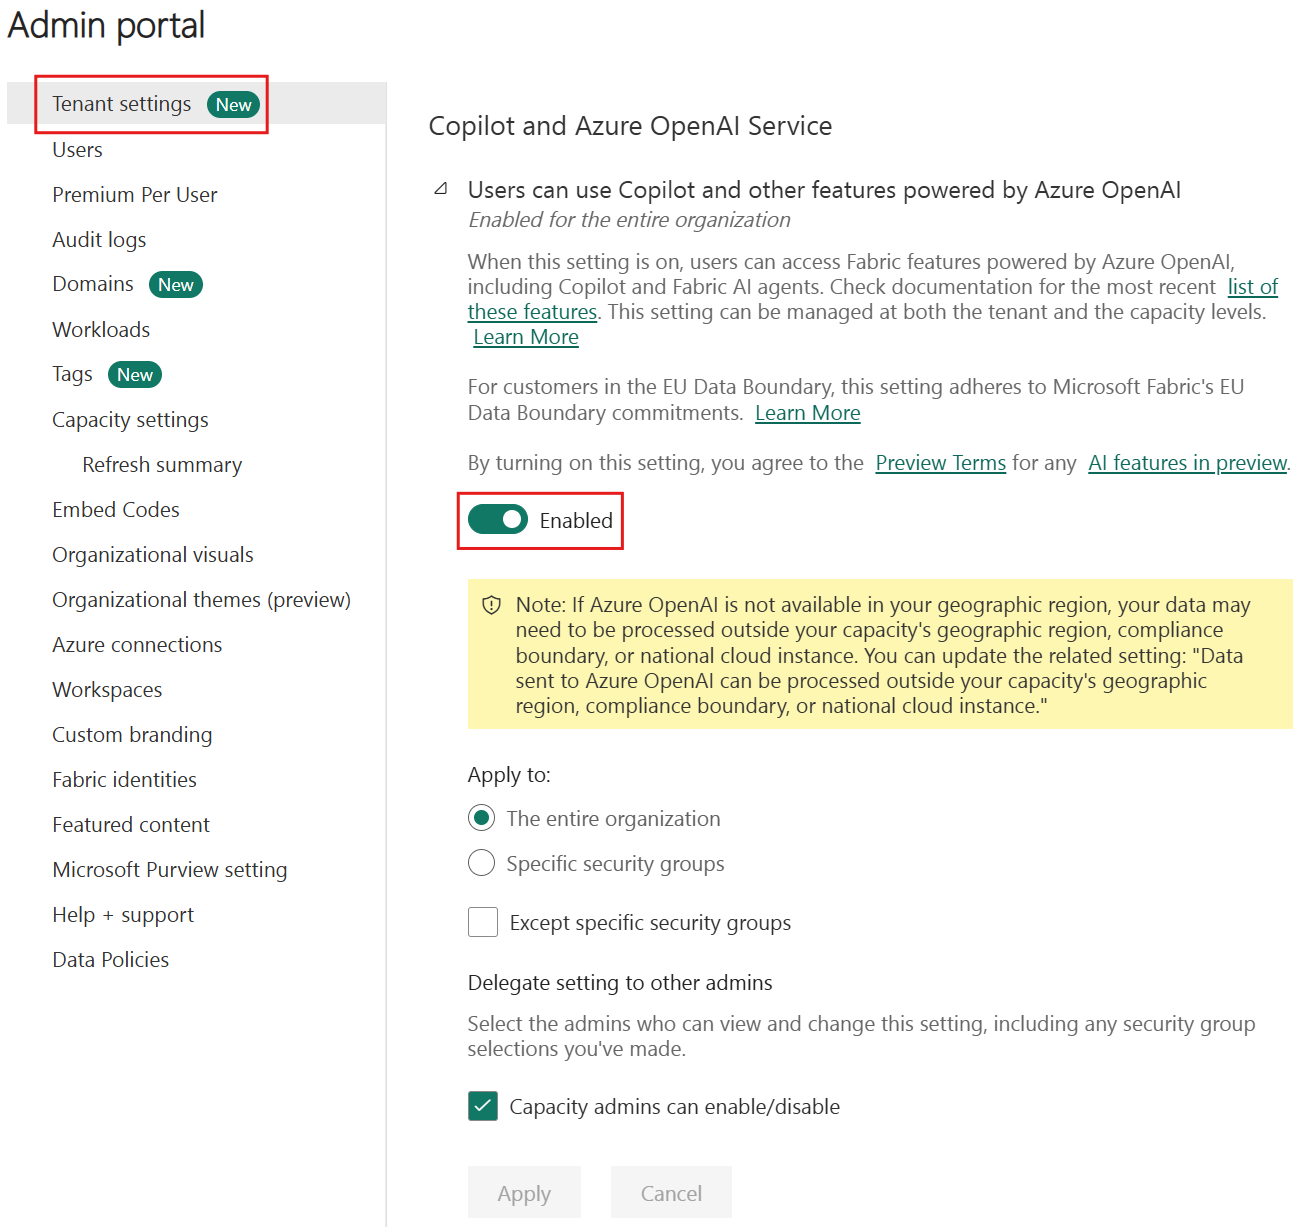 Admin portal
Tenant settings New
Users
Premium Per User
Audit logs
Domains New
Workloads
Tags New
Capacity settings
Refresh summary
Embed Codes
Organizational visuals
Organizational themes (preview)
Azure connections
Workspaces
Custom branding
Fabric identities
Featured content
Microsoft Purview setting
Help + support
Data Policies
Copilot and Azure OpenAI Service
Users can use Copilot and other features powered by Azure OpenAI
Enabled for the entire organization
When this setting is on, users can access Fabric features powered by Azure OpenAI,
including Copilot and Fabric AI agents. Check documentation for the most recent list of
these features. This setting can be managed at both the tenant and the capacity levels.
Learn More
For customers in the EU Data Boundary, this setting adheres to Microsoft Fabric's EU
Data Boundary commitments. Learn More
By turning on this setting, you agree to the Preview Terms for any AI features in preview.
Enabled
Note: If Azure OpenAI is not available in your geographic region, your data may
need to be processed outside your capacity's geographic region, compliance
boundary, or national cloud instance. You can update the related setting: "Data
sent to Azure OpenAI can be processed outside your capacity's geographic
region, compliance boundary, or national cloud instance."
Apply to:
The entire organization
Specific security groups
Except specific security groups
Delegate setting to other admins
Select the admins who can view and change this setting, including any security group
selections you've made.
Capacity admins can enable/disable
Apply Cancel